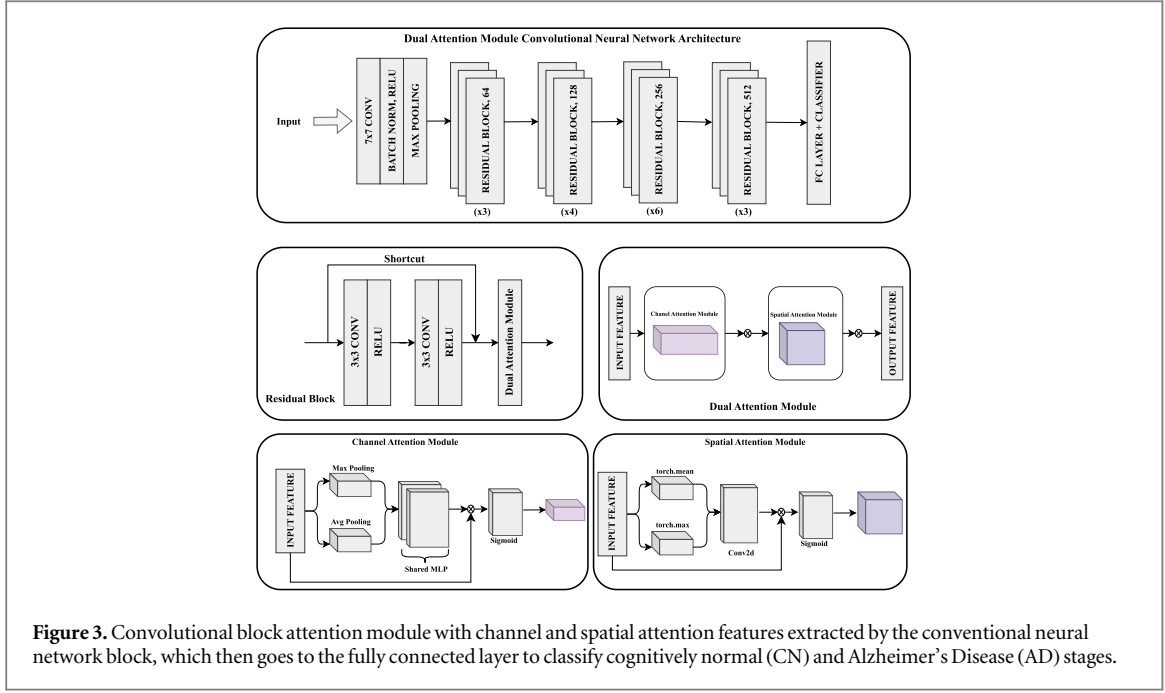 Dual Attention Module Convolutional Neural Network Architecture
Input
7x7 CONV
BATCH NORM, RELU
MAX POOLING
RESIDUAL BLOCK, 64
(x3)
RESIDUAL BLOCK, 128
(x4)
RESIDUAL BLOCK, 256
(x6)
RESIDUAL BLOCK, 512
(x3)
FC LAYER + CLASSIFIER
Shortcut
3x3 CONV
RELU
3x3 CONV
RELU
Dual Attention Module
Residual Block
INPUT FEATURE
Chanel Attention Module
Spatial Attention Module
OUTPUT FEATURE
Dual Attention Module
Channel Attention Module
INPUT FEATURE
Max Pooling
Avg Pooling
Shared MLP
Sigmoid
Spatial Attention Module
INPUT FEATURE
torch.mean
torch.max
Conv2d
Sigmoid
Figure 3. Convolutional block attention module with channel and spatial attention features extracted by the conventional neural
network block, which then goes to the fully connected layer to classify cognitively normal (CN) and Alzheimer's Disease (AD) stages.